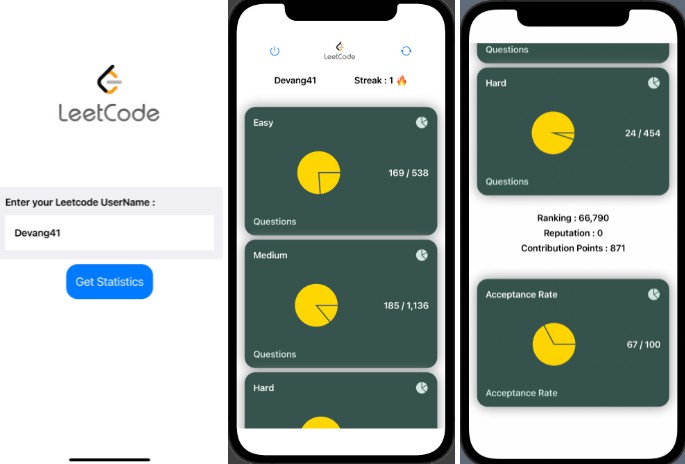 LeetCode
Enter your Leetcode UserName :
Devang41
Get Statistics
LeetCode
Devang41 Streak : 1 🔥
Easy
169 / 538
Questions
Medium
185 / 1,136
Questions
Hard
Questions
Hard
24 / 454
Questions
Ranking : 66,790
Reputation : 0
Contribution Points : 871
Acceptance Rate
67 / 100
Acceptance Rate